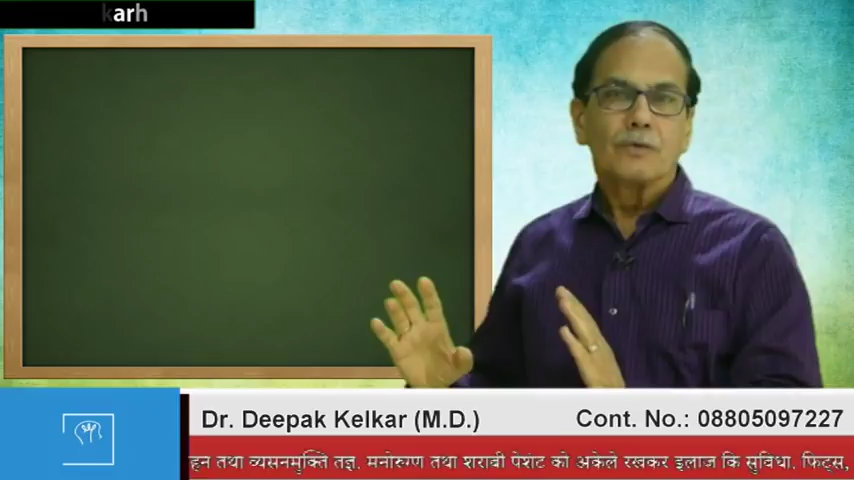 karh
Dr. Deepak Kelkar (M.D.)
Cont. No.: 08805097227
हन तथा व्यसनमुक्ति तज्ञ. मनोरुग्ण तथा शराबी पेशंट को अकेले रखकर इलाज कि सुविधा. फिट्स,